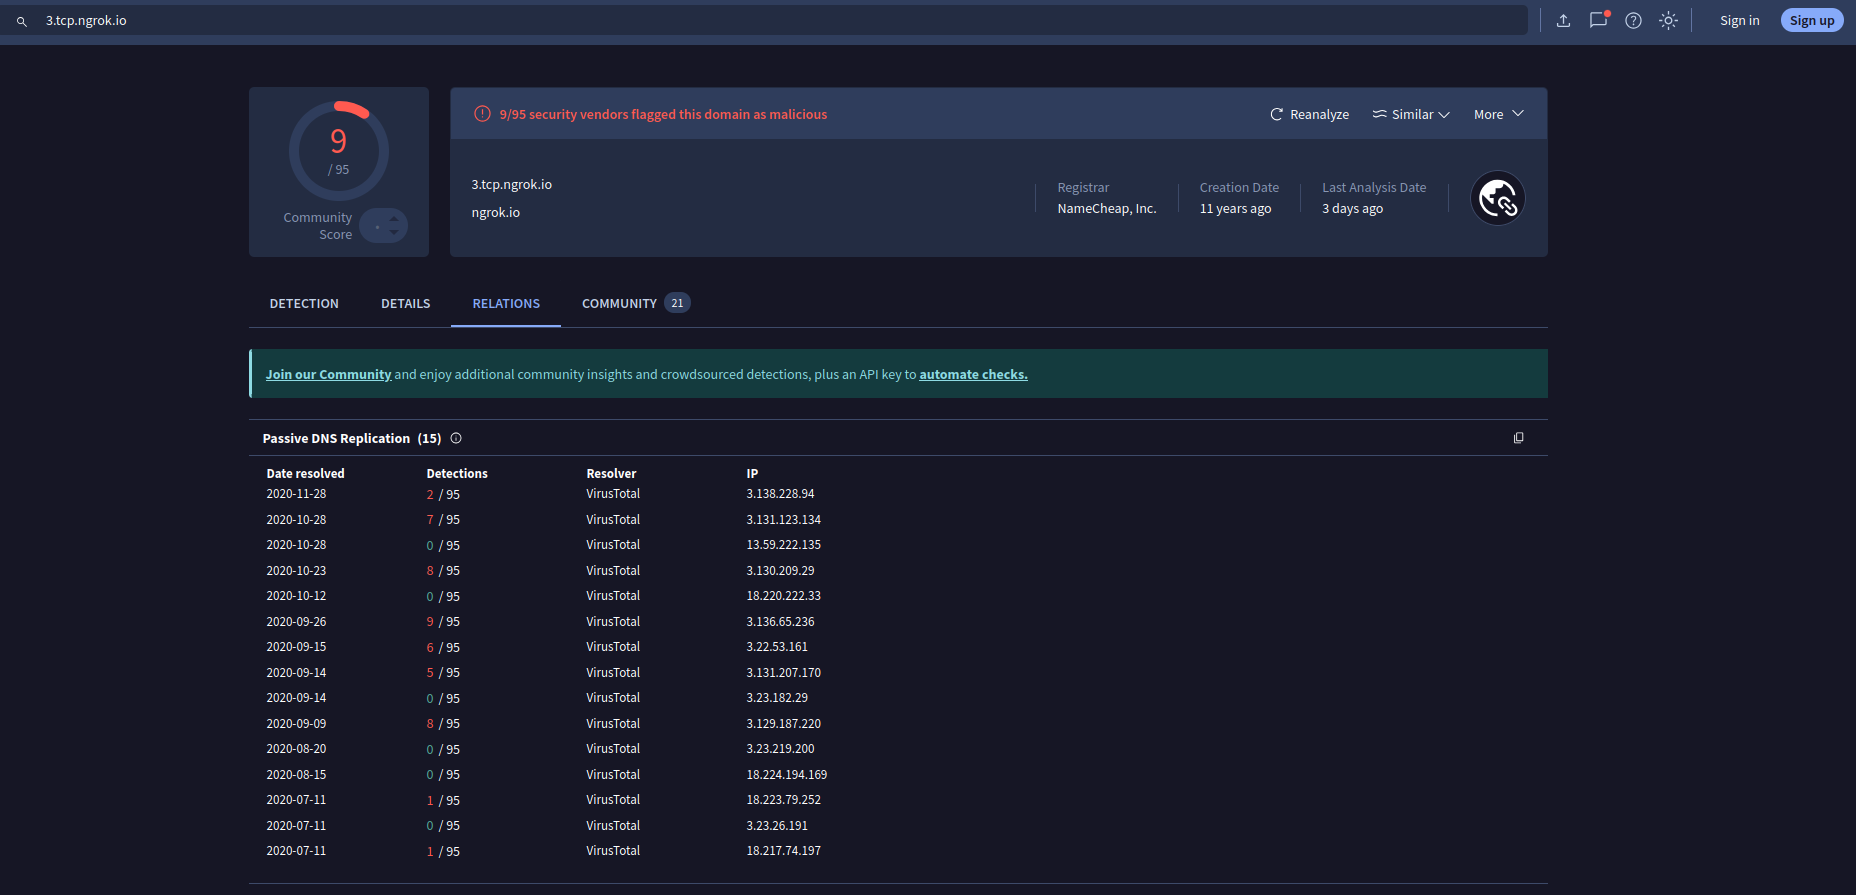 3.tcp.ngrok.io
Sign in
Sign up
9
/ 95
Community
Score
9/95 security vendors flagged this domain as malicious
Reanalyze
Similar
More
3.tcp.ngrok.io
ngrok.io
Registrar
NameCheap, Inc.
Creation Date
11 years ago
Last Analysis Date
3 days ago
DETECTION DETAILS RELATIONS COMMUNITY 21
Join our Community and enjoy additional community insights and crowdsourced detections, plus an API key to automate checks.
Passive DNS Replication (15)
Date resolved Detections Resolver IP
2020-11-28 2 / 95 VirusTotal 3.138.228.94
2020-10-28 7 / 95 VirusTotal 3.131.123.134
2020-10-28 0 / 95 VirusTotal 13.59.222.135
2020-10-23 8 / 95 VirusTotal 3.130.209.29
2020-10-12 0 / 95 VirusTotal 18.220.222.33
2020-09-26 9 / 95 VirusTotal 3.136.65.236
2020-09-15 6 / 95 VirusTotal 3.22.53.161
2020-09-14 5 / 95 VirusTotal 3.131.207.170
2020-09-14 0 / 95 VirusTotal 3.23.182.29
2020-09-09 8 / 95 VirusTotal 3.129.187.220
2020-08-20 0 / 95 VirusTotal 3.23.219.200
2020-08-15 0 / 95 VirusTotal 18.224.194.169
2020-07-11 1 / 95 VirusTotal 18.223.79.252
2020-07-11 0 / 95 VirusTotal 3.23.26.191
2020-07-11 1 / 95 VirusTotal 18.217.74.197